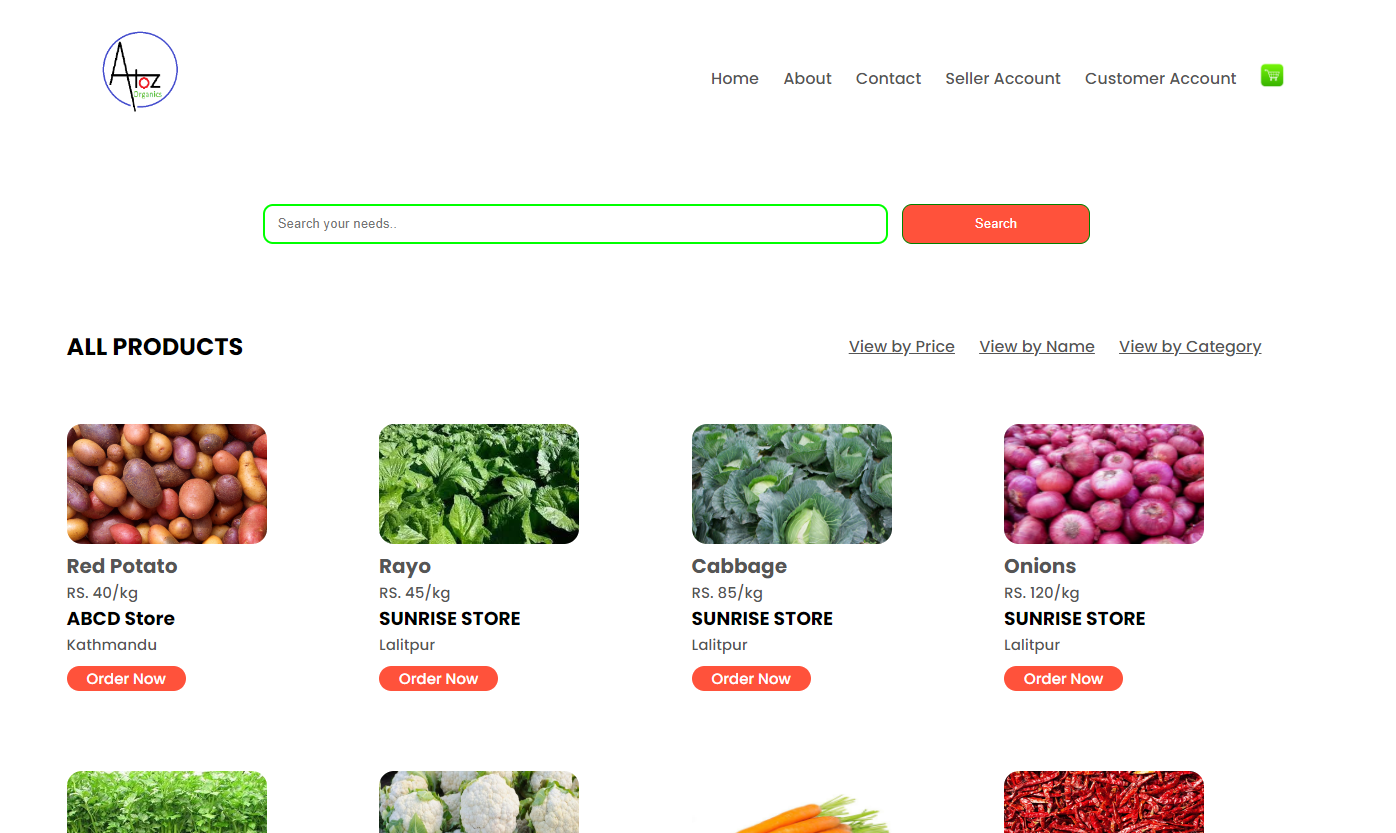 Atoz
Organics
Home About Contact Seller Account Customer Account
Search your needs.. Search
ALL PRODUCTS View by Price View by Name View by Category
Red Potato Rayo Cabbage Onions
RS. 40/kg RS. 45/kg RS. 85/kg RS. 120/kg
ABCD Store SUNRISE STORE SUNRISE STORE SUNRISE STORE
Kathmandu Lalitpur Lalitpur Lalitpur
Order Now Order Now Order Now Order Now